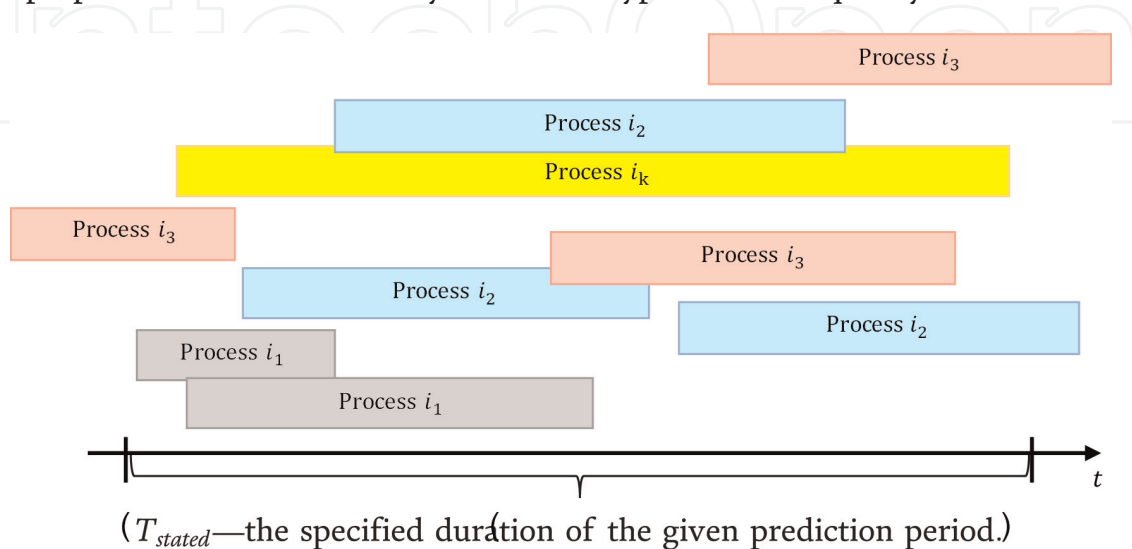 Process i₃
Process i₂
Process iₖ
Process i₃
Process i₃
Process i₂
Process i₂
Process i₁
Process i₁
t
(T_stated—the specified duration of the given prediction period.)